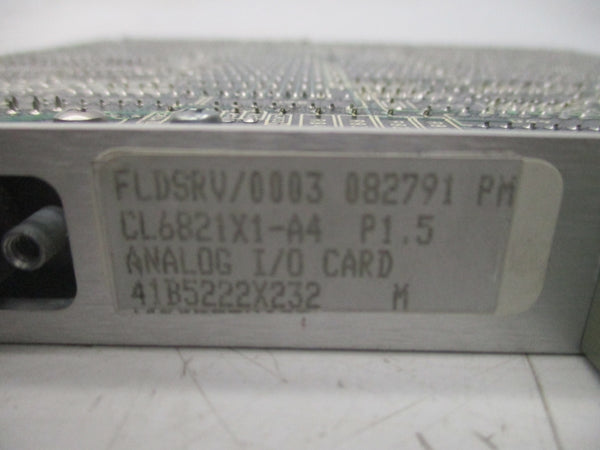 FLDSRV/0003 082791 PM
CL6821X1-A4 P1.5
ANALOG I/O CARD
41B5222X232 M